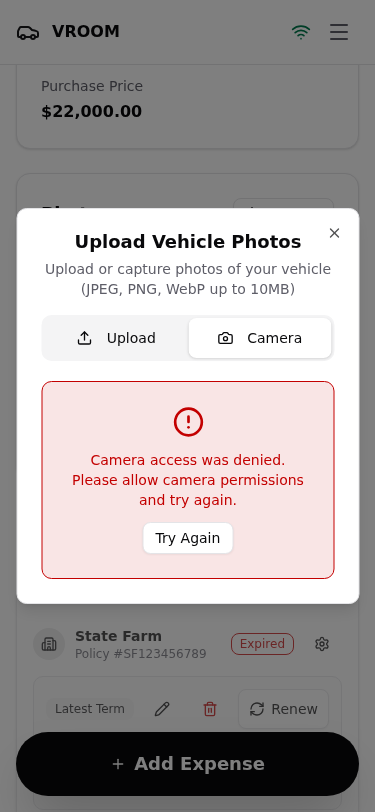 VROOM
Purchase Price
$22,000.00
Upload Vehicle Photos
Upload or capture photos of your vehicle
(JPEG, PNG, WebP up to 10MB)
Upload
Camera
Camera access was denied.
Please allow camera permissions
and try again.
Try Again
State Farm
Policy #SF123456789
Expired
Latest Term
Renew
+ Add Expense